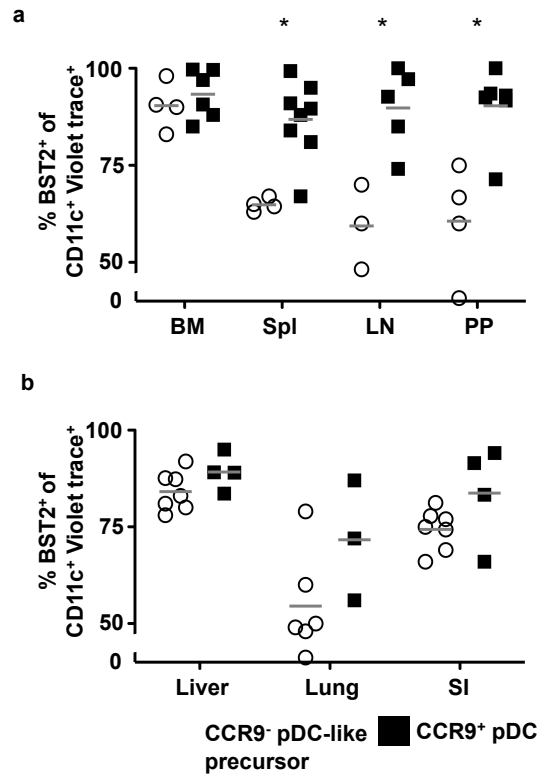 a
* * *
% BST2⁺ of
CD11c⁺ Violet trace⁺
100
75
50
0
BM Spl LN PP
b
% BST2⁺ of
CD11c⁺ Violet trace⁺
100
75
50
0
Liver Lung SI
CCR9⁻ pDC-like
precursor
CCR9⁺ pDC